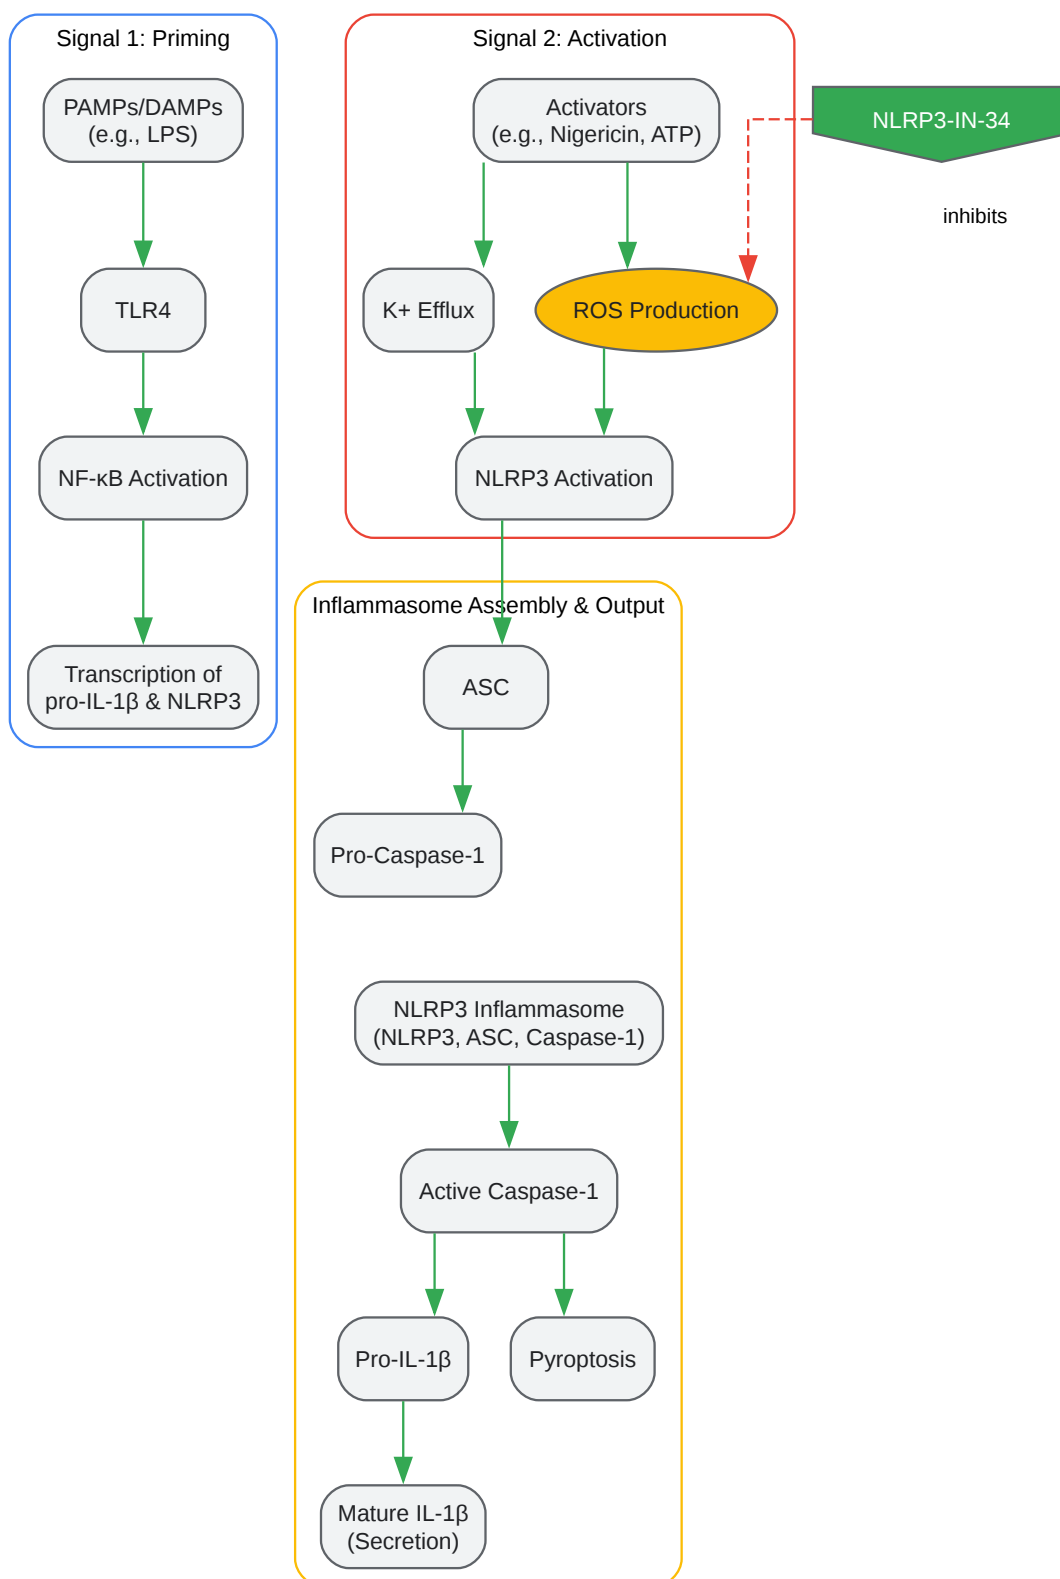 Signal 1: Priming
PAMPs/DAMPs
(e.g., LPS)
TLR4
NF-κB Activation
Transcription of
pro-IL-1β & NLRP3
Signal 2: Activation
Activators
(e.g., Nigericin, ATP)
K+ Efflux
ROS Production
NLRP3 Activation
NLRP3-IN-34
inhibits
Inflammasome Assembly & Output
ASC
Pro-Caspase-1
NLRP3 Inflammasome
(NLRP3, ASC, Caspase-1)
Active Caspase-1
Pro-IL-1β
Pyroptosis
Mature IL-1β
(Secretion)